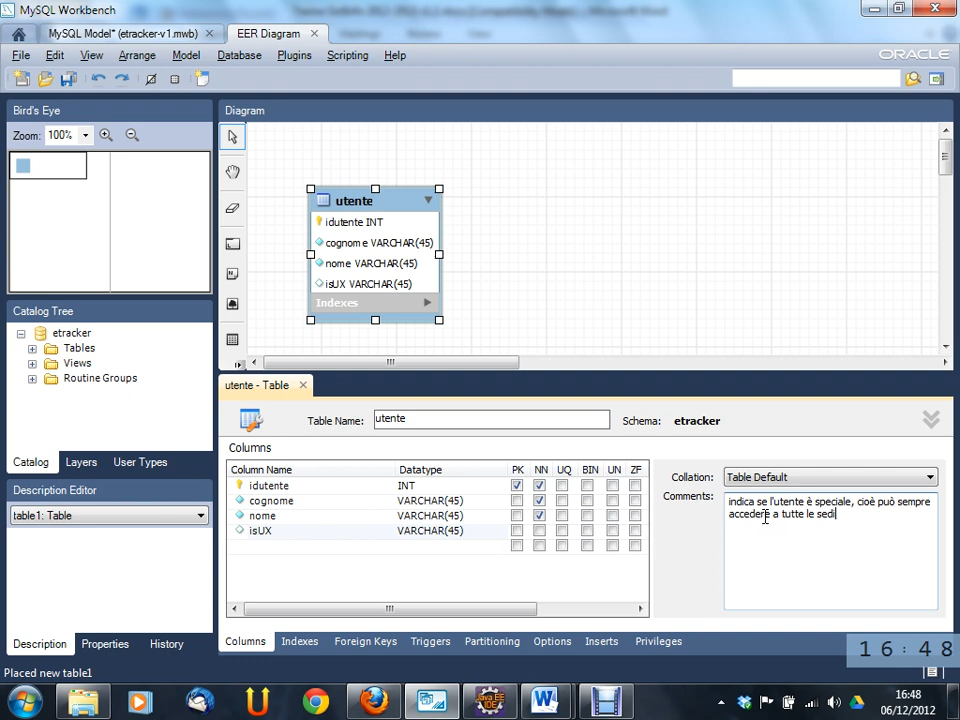 MySQL Workbench
MySQL Model* (etracker-v1.mwb)
EER Diagram
File Edit View Arrange Model Database Plugins Scripting Help
ORACLE
Bird's Eye
Zoom: 100%
Diagram
utente
idutente INT
cognome VARCHAR(45)
nome VARCHAR(45)
isUX VARCHAR(45)
Indexes
Catalog Tree
etracker
Tables
Views
Routine Groups
Catalog Layers User Types
Description Editor
table1: Table
Description Properties History
utente - Table
Table Name: utente Schema: etracker
Columns
Column Name Datatype PK NN UQ BIN UN ZF
idutente INT
cognome VARCHAR(45)
nome VARCHAR(45)
isUX VARCHAR(45)
Collation: Table Default
Comments: indica se l'utente è speciale, cioè può sempre
accedere a tutte le sedi
Columns Indexes Foreign Keys Triggers Partitioning Options Inserts Privileges
16:48
Placed new table1
16:48
06/12/2012